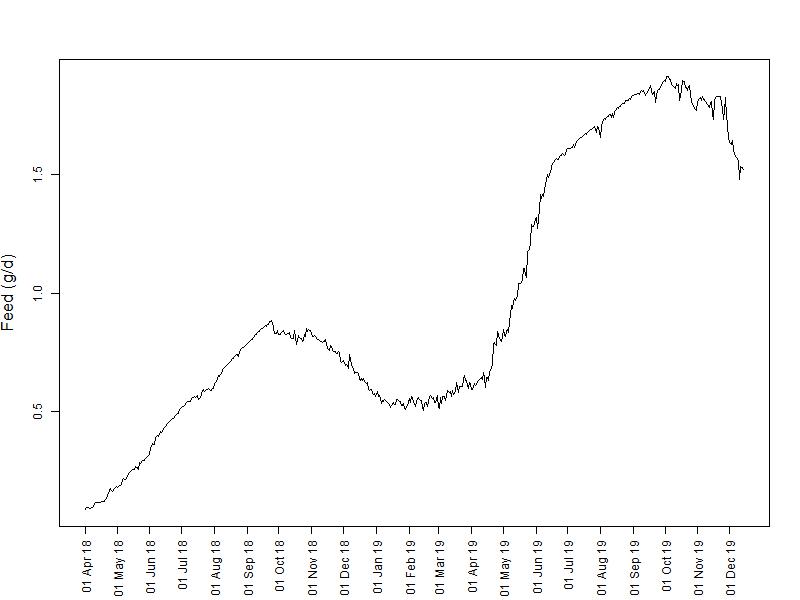 Feed (g/d)
1.5
1.0
0.5
01 Apr 18
01 May 18
01 Jun 18
01 Jul 18
01 Aug 18
01 Sep 18
01 Oct 18
01 Nov 18
01 Dec 18
01 Jan 19
01 Feb 19
01 Mar 19
01 Apr 19
01 May 19
01 Jun 19
01 Jul 19
01 Aug 19
01 Sep 19
01 Oct 19
01 Nov 19
01 Dec 19